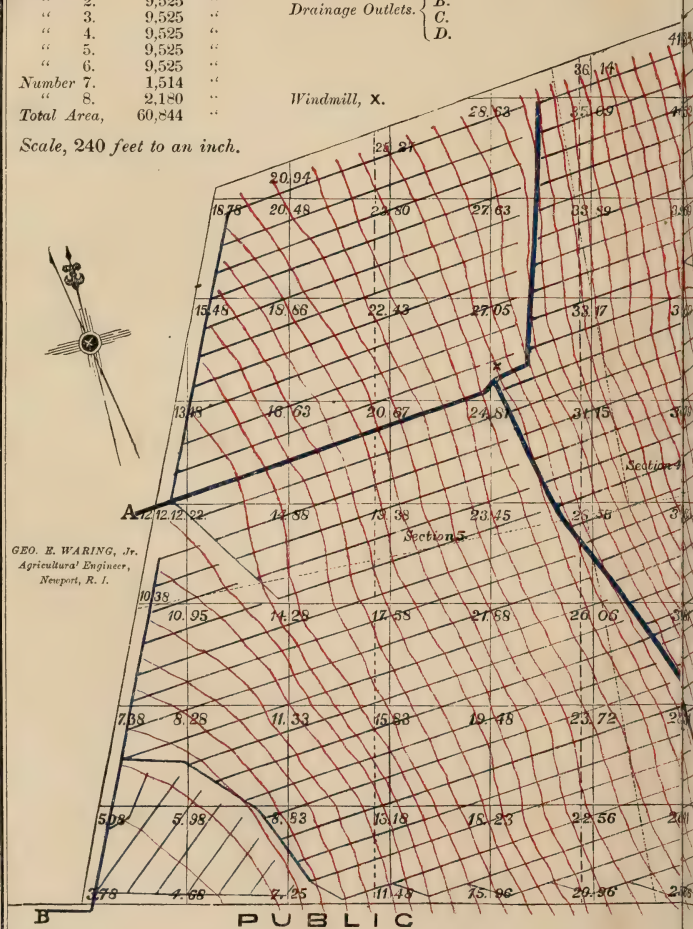 " 2. 9,525 "
" 3. 9,525 "
" 4. 9,525 "
" 5. 9,525 "
" 6. 9,525 "
Number 7. 1,514 "
" 8. 2,180 "
Total Area, 60,844 "
Scale, 240 feet to an inch.
Drainage Outlets. { B.
C.
D.
Windmill, X.
36.14
28.63 35.09
25.27
20.94
18.78 20.48 23.80 27.63 33.89
15.48 18.86 22.43 27.05 33.17
x
13.48 16.63 20.67 24.81 31.15
Section 4
A 12.12. 12.22 14.88 19.38 23.45
Section 5
GEO. E. WARING, Jr.
Agricultural Engineer,
Newport, R. I.
10.38
10.95 14.28 17.58 21.88 26.06
7.38 8.28 11.33 15.83 19.48 23.72
5.08 5.98 8.83 13.18 18.23 22.56
3.78 4.68 7.25 11.48 15.96 20.86
B PUBLIC